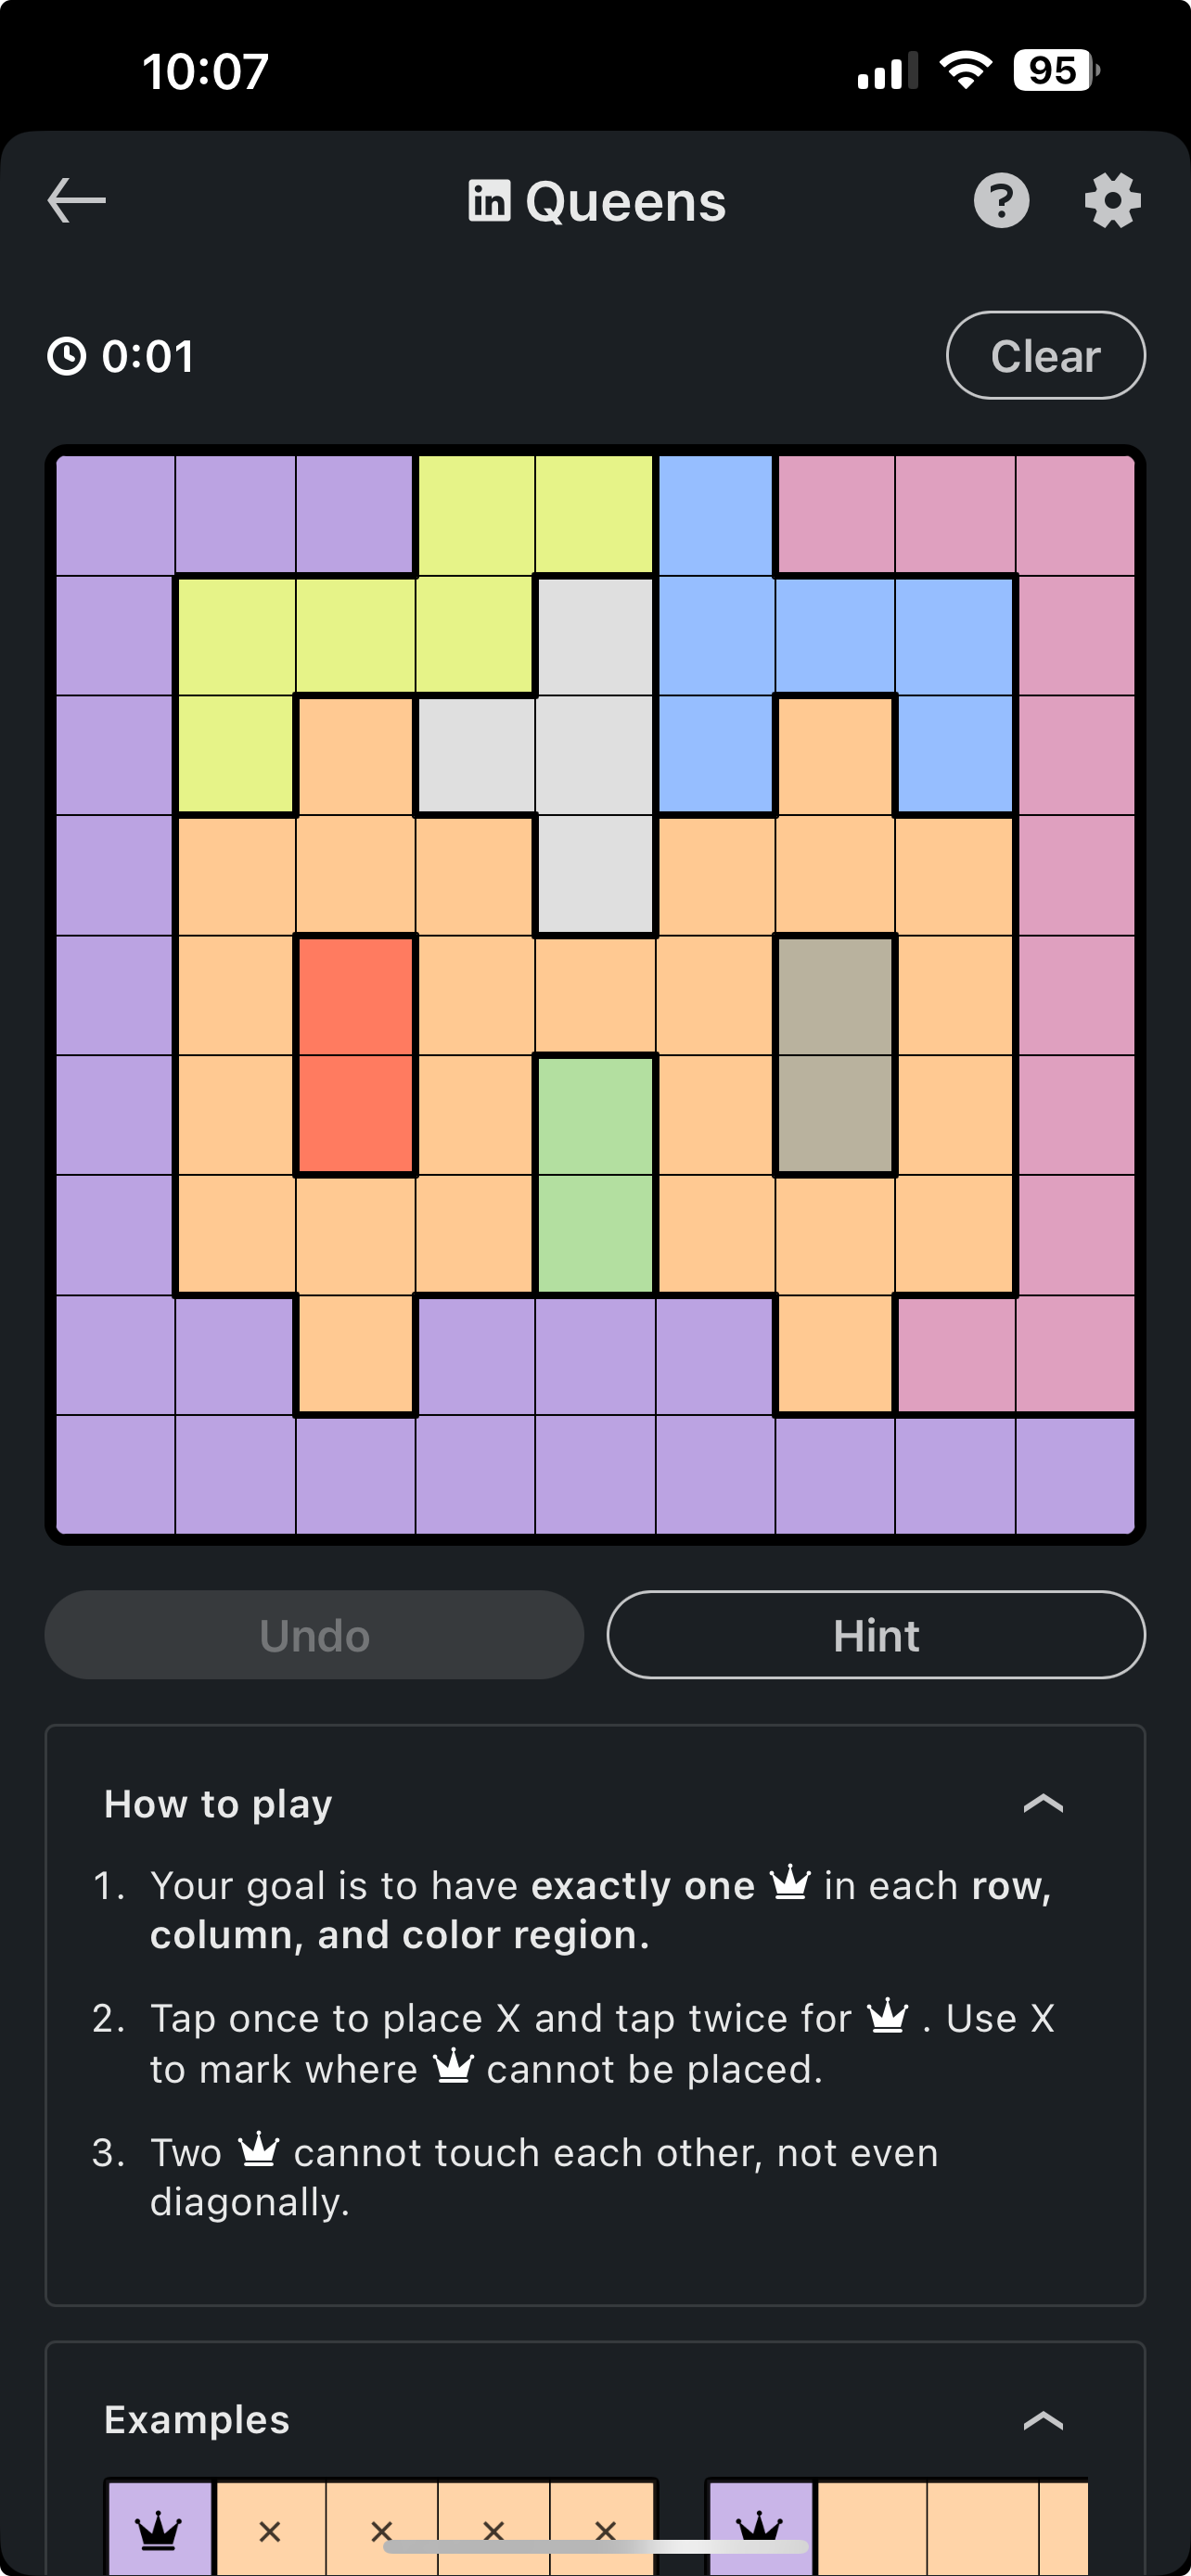 10:07
95
in Queens
?
0:01
Clear
Undo
Hint
How to play
1. Your goal is to have exactly one in each row,
column, and color region.
2. Tap once to place X and tap twice for . Use X
to mark where cannot be placed.
3. Two cannot touch each other, not even
diagonally.
Examples